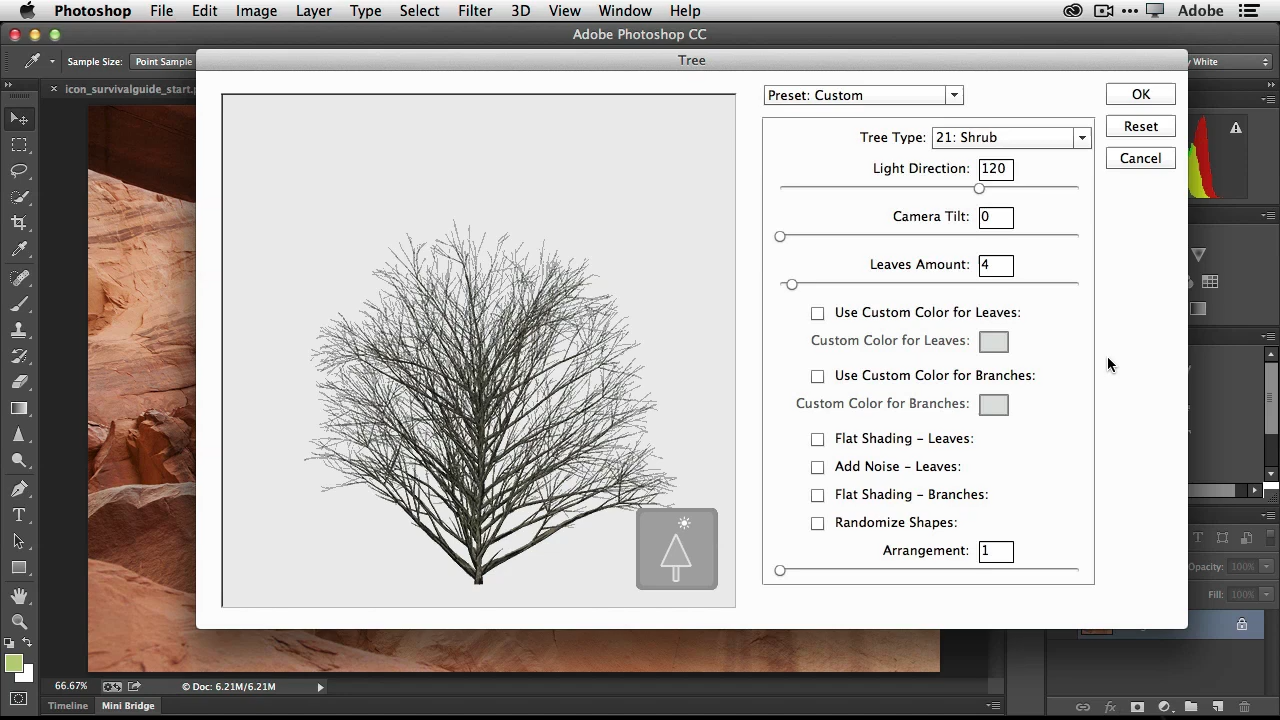 Photoshop File Edit Image Layer Type Select Filter 3D View Window Help Adobe
Adobe Photoshop CC
Sample Size: Point Sample
y White
icon_survivalguide_start.
Tree
Preset: Custom
OK
Reset
Cancel
Tree Type: 21: Shrub
Light Direction: 120
Camera Tilt: 0
Leaves Amount: 4
Use Custom Color for Leaves:
Custom Color for Leaves:
Use Custom Color for Branches:
Custom Color for Branches:
Flat Shading – Leaves:
Add Noise – Leaves:
Flat Shading – Branches:
Randomize Shapes:
Arrangement: 1
Opacity: 100%
Fill: 100%
66.67% © Doc: 6.21M/6.21M
Timeline Mini Bridge
fx